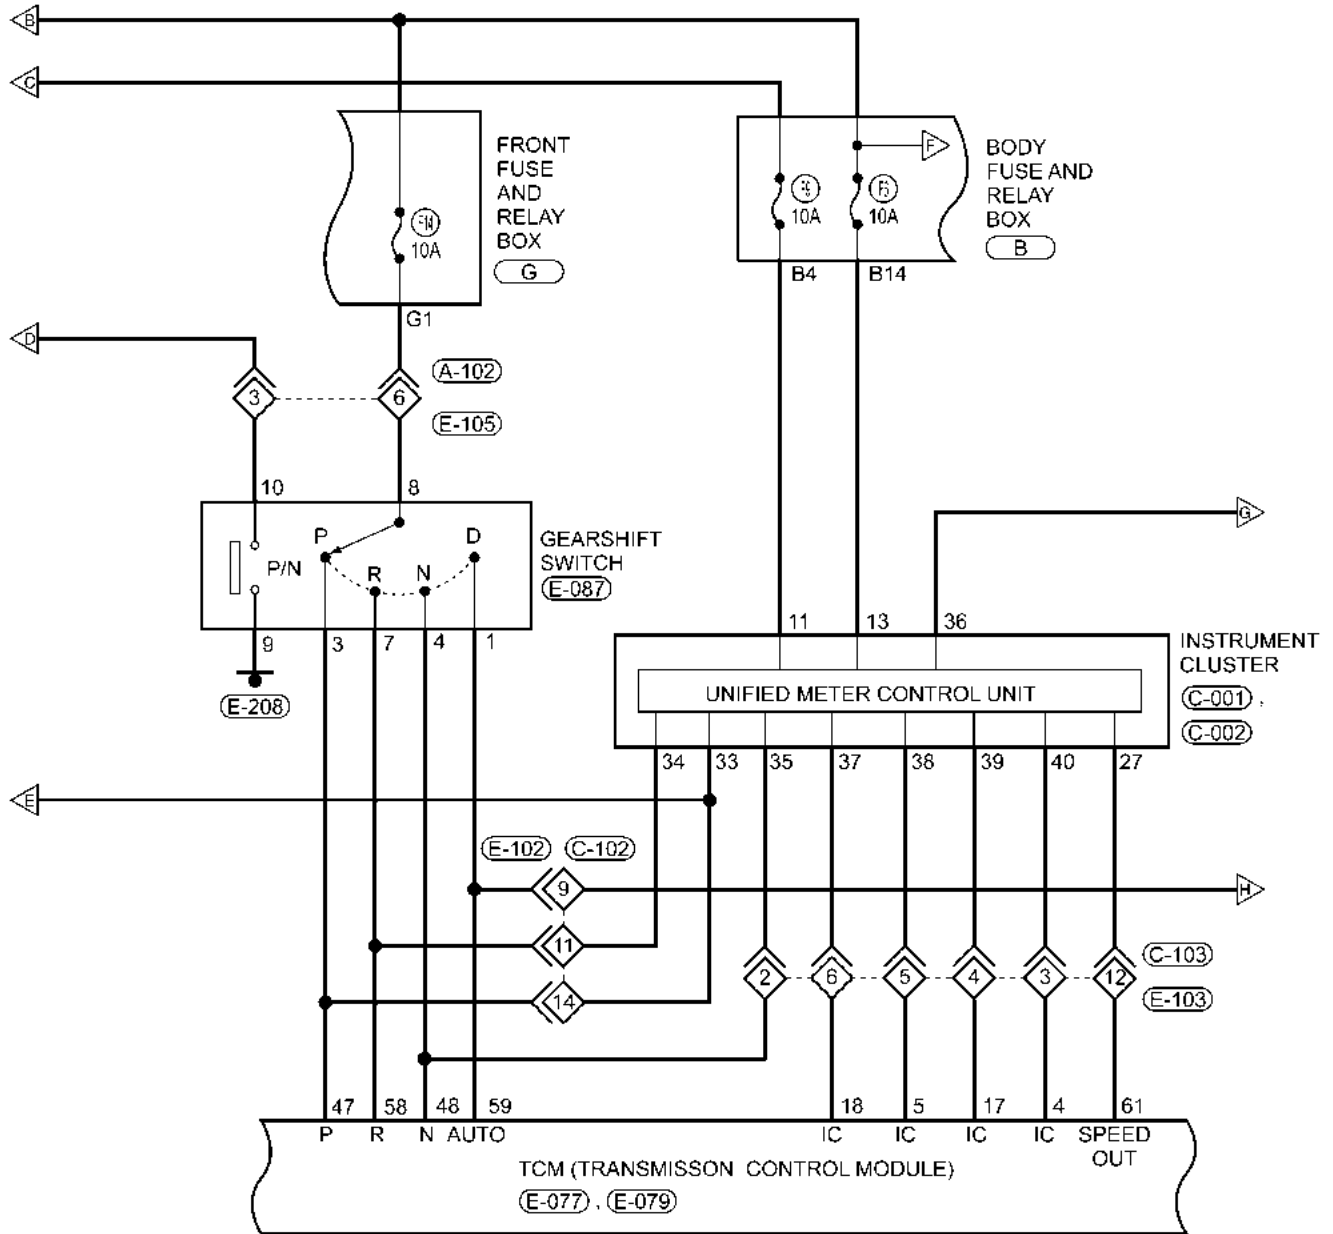 B
C
FRONT
FUSE
AND
RELAY
BOX
G
F14
10A
G1
BODY
FUSE AND
RELAY
BOX
B
F
10A
10A
B4
B14
D
A-102
3
6
E-105
10
8
P
D
R
N
P/N
GEARSHIFT
SWITCH
E-087
9
3
7
4
1
E-208
G
11
13
36
INSTRUMENT
CLUSTER
C-001 ,
C-002
UNIFIED METER CONTROL UNIT
34
33
35
37
38
39
40
27
E
E-102
C-102
9
H
11
14
2
6
5
4
3
12
C-103
E-103
47
58
48
59
18
5
17
4
61
P
R
N
AUTO
IC
IC
IC
IC
SPEED
OUT
TCM (TRANSMISSON CONTROL MODULE)
E-077 , E-079